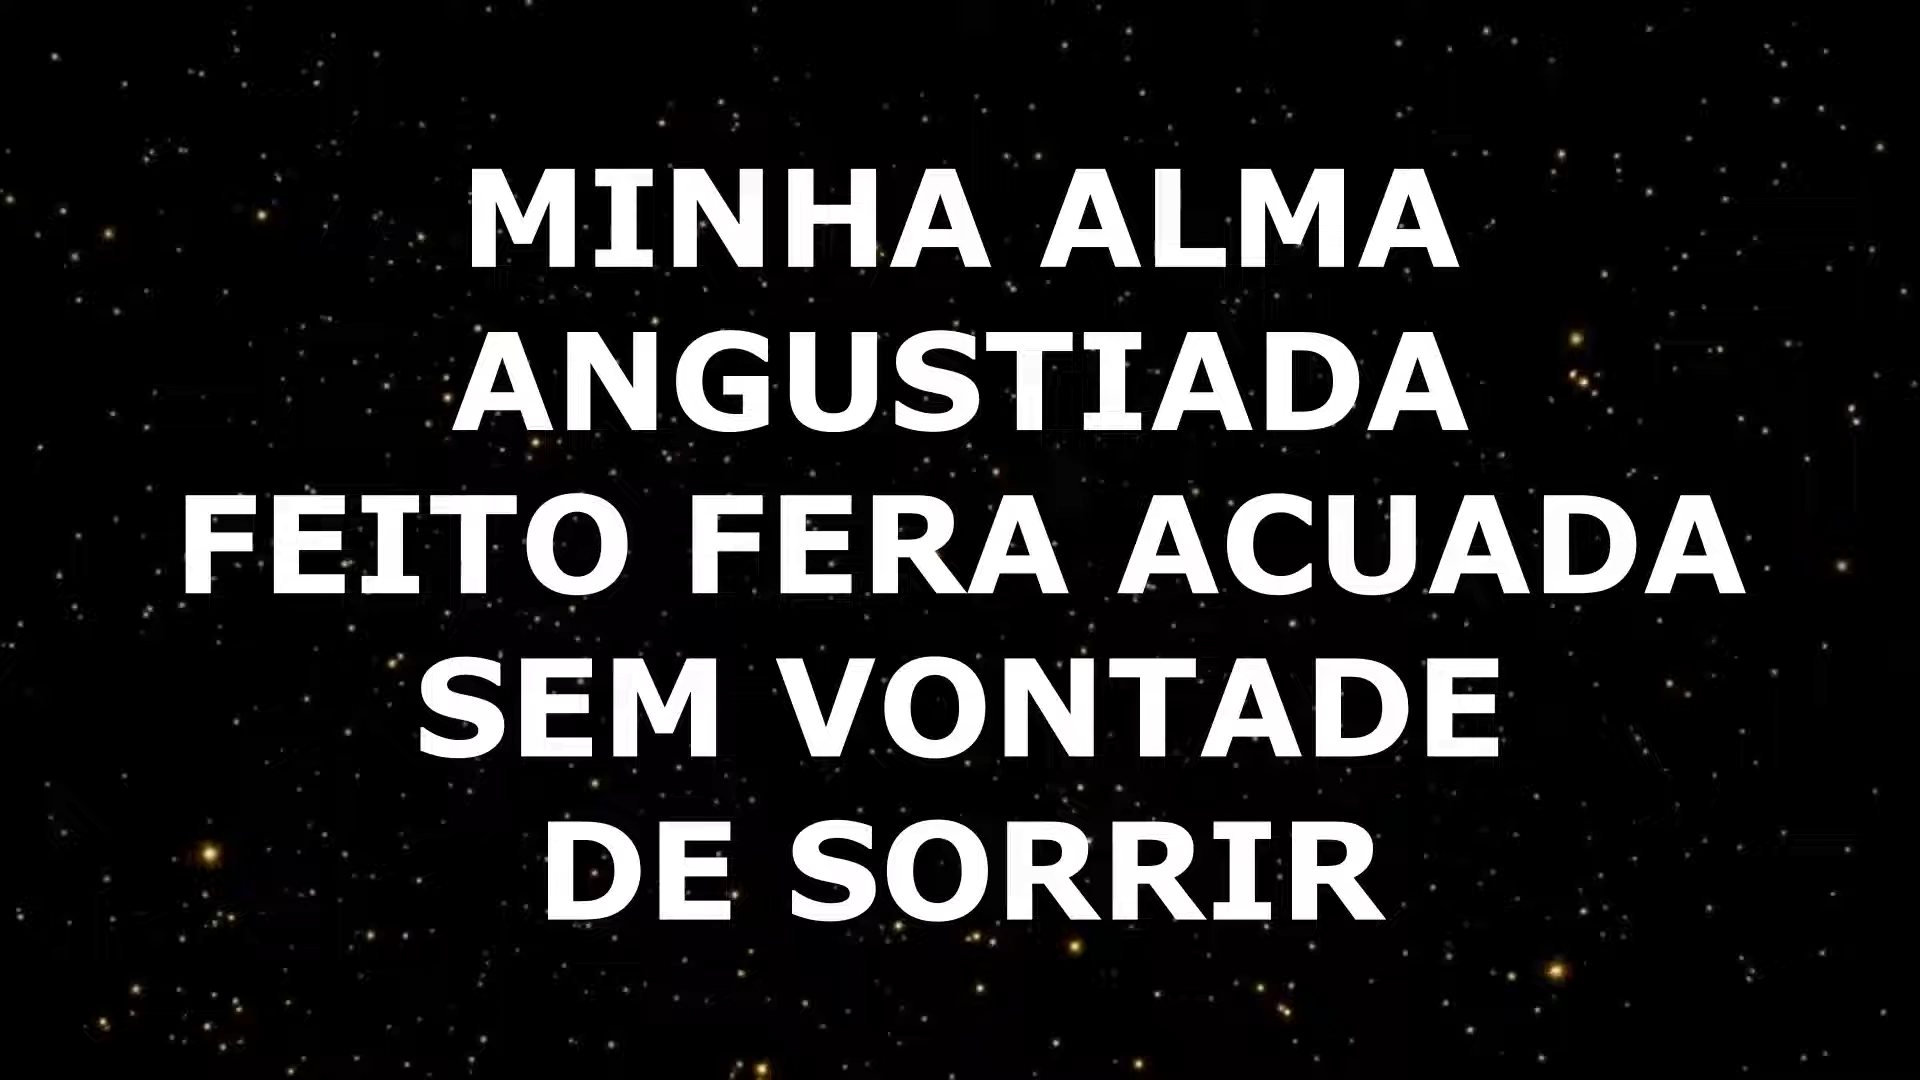 MINHA ALMA
ANGUSTIADA
FEITO FERA ACUADA
SEM VONTADE
DE SORRIR